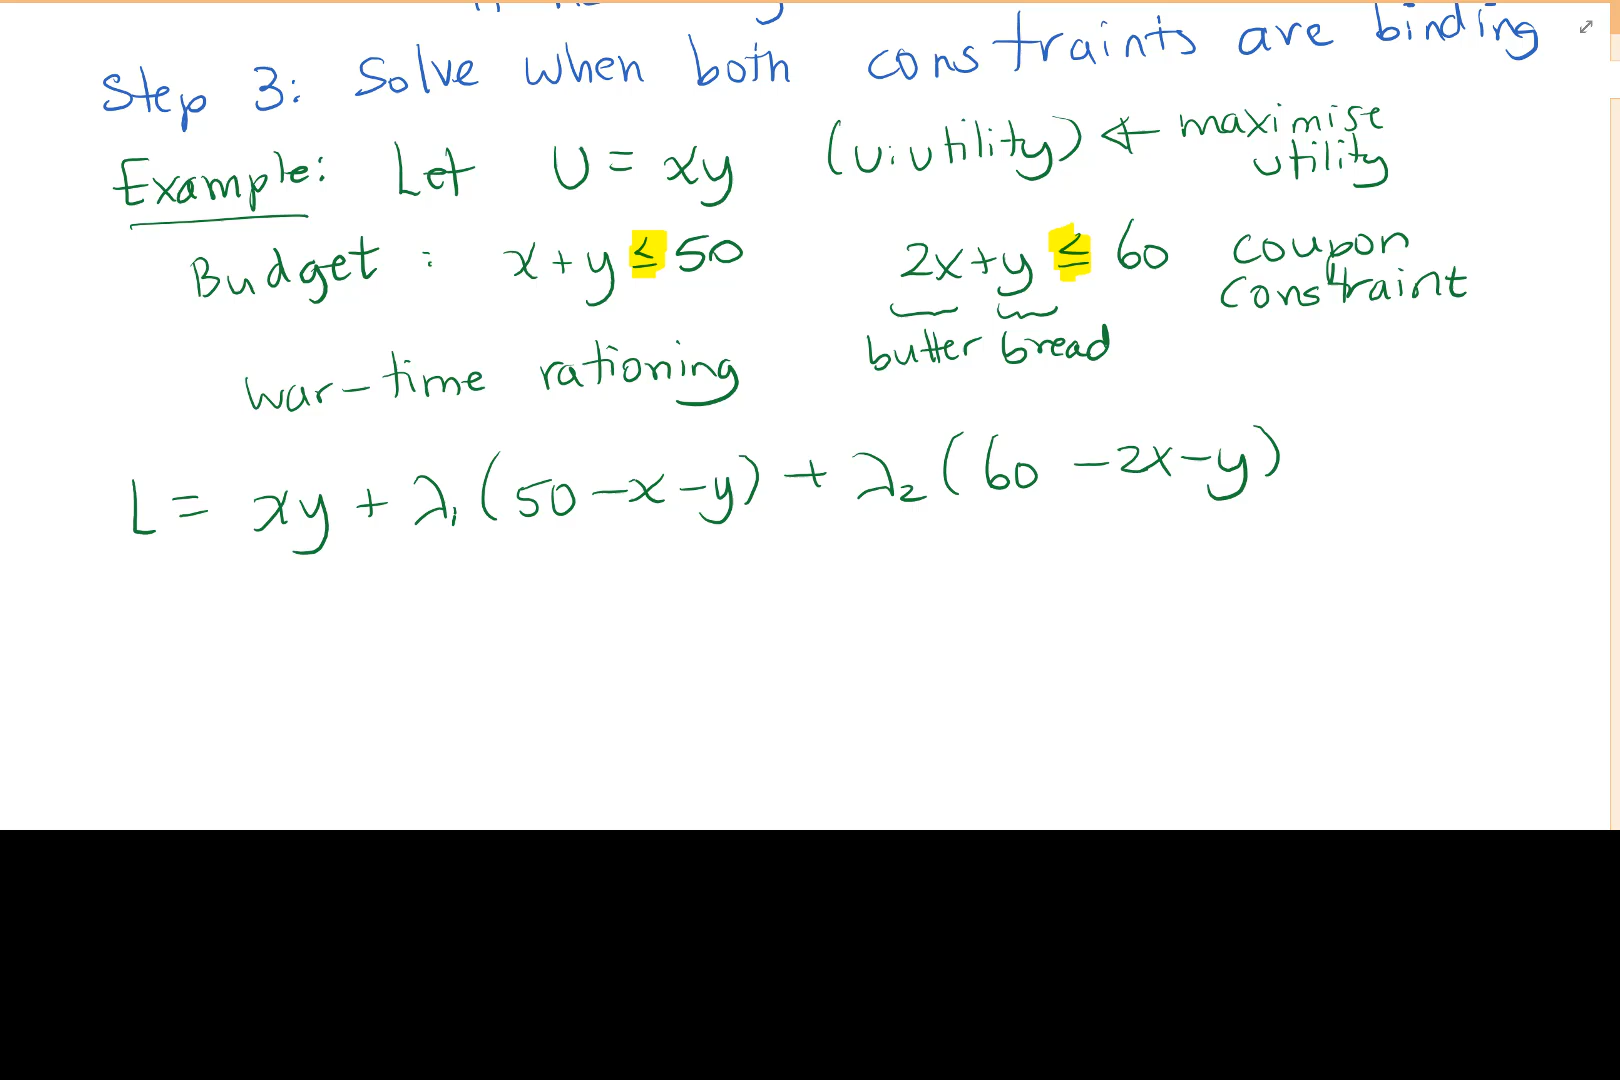 Step 3: Solve when both constraints are binding
Example: Let U = xy (U: utility) ← maximise utility
Budget : x + y ≤ 50 2x + y ≤ 60 coupon constraint
butter bread
war-time rationing
L = xy + λ₁(50 - x - y) + λ₂(60 - 2x - y)